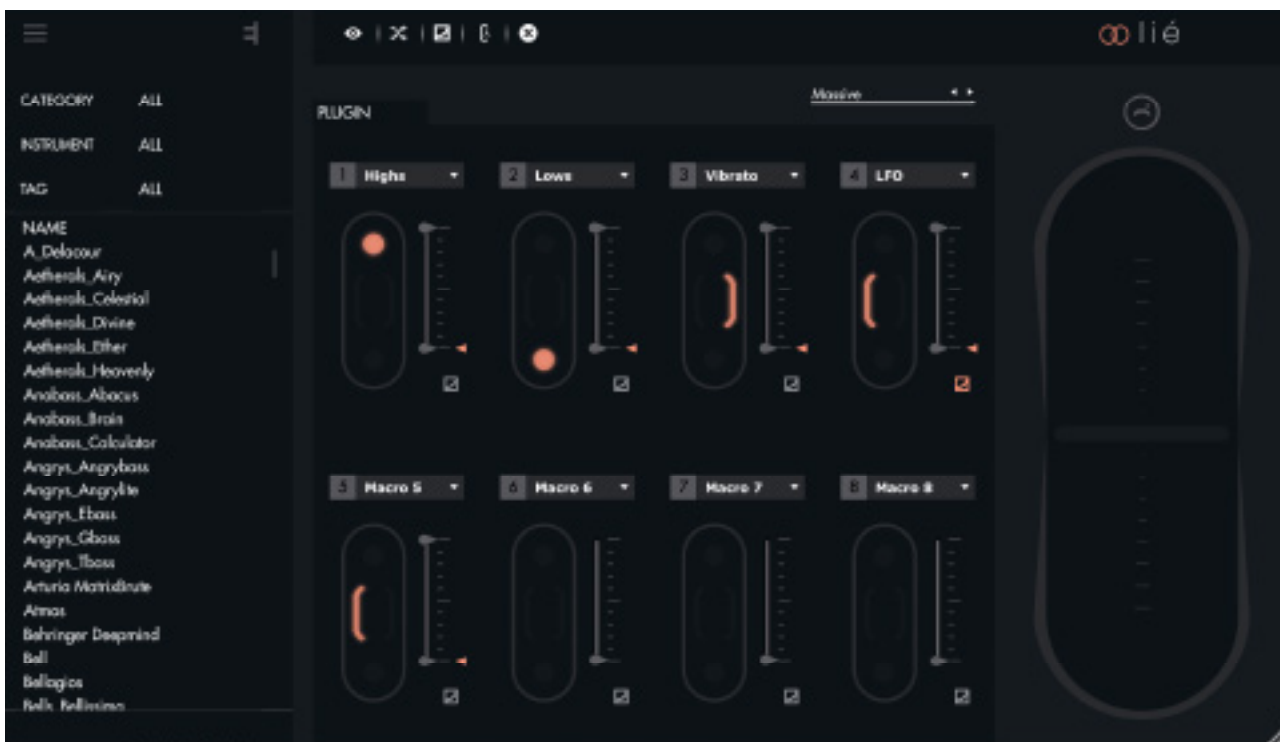 lié
CATEGORY ALL
INSTRUMENT ALL
TAG ALL
Massive
PLUGIN
1 Highs
2 Lows
3 Vibrato
4 LFO
NAME
A_Delacour
Aetherals_Airy
Aetherals_Celestial
Aetherals_Divine
Aetherals_Ether
Aetherals_Heavenly
Anabass_Abacus
Anabass_Brain
Anabass_Calculator
Angrys_Angrybass
Angrys_Angrylite
Angrys_Ebass
Angrys_Gbass
Angrys_Tbass
Arturia MatrixBrute
Atmos
Behringer Deepmind
Bell
Bellagios
Bells_Bellissimo
5 Macro 5
6 Macro 6
7 Macro 7
8 Macro 8